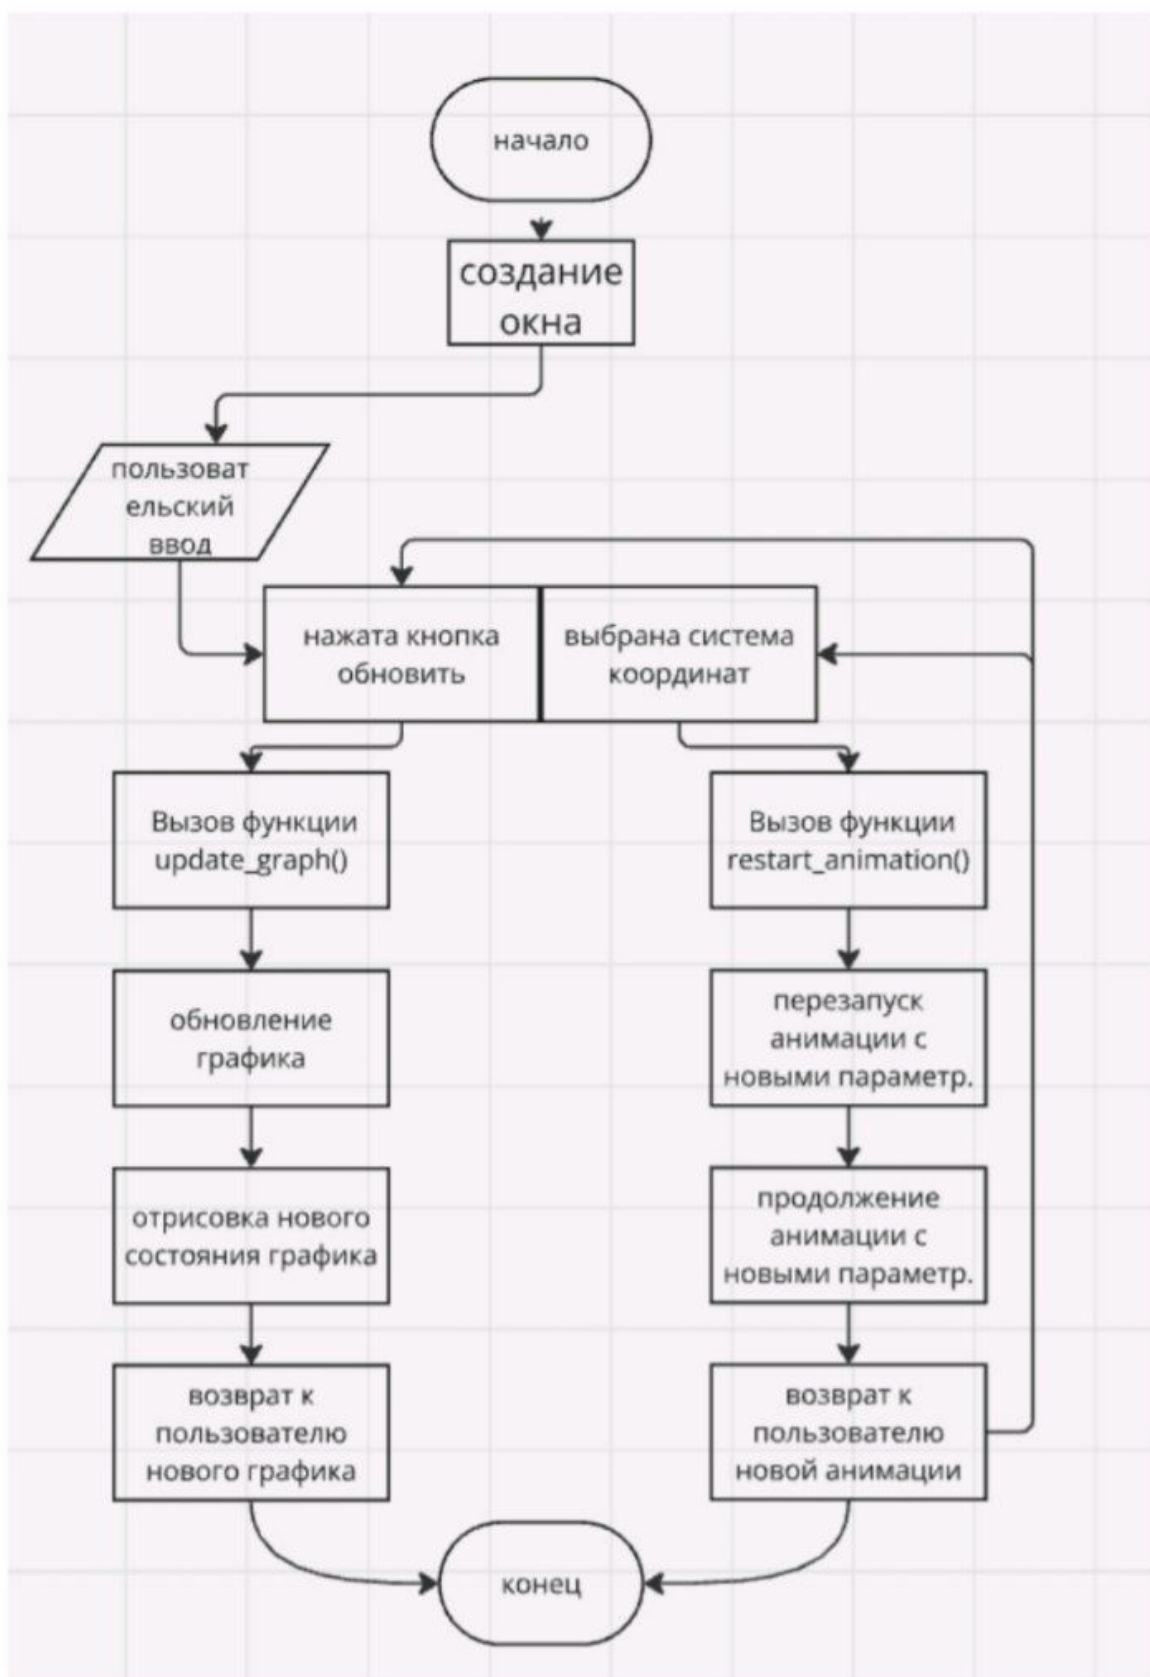 начало
создание
окна
пользоват
ельский
ввод
нажата кнопка
обновить
выбрана система
координат
Вызов функции
update_graph()
обновление
графика
отрисовка нового
состояния графика
возврат к
пользователю
нового графика
Вызов функции
restart_animation()
перезапуск
анимации с
новыми параметр.
продолжение
анимации с
новыми параметр.
возврат к
пользователю
новой анимации
конец